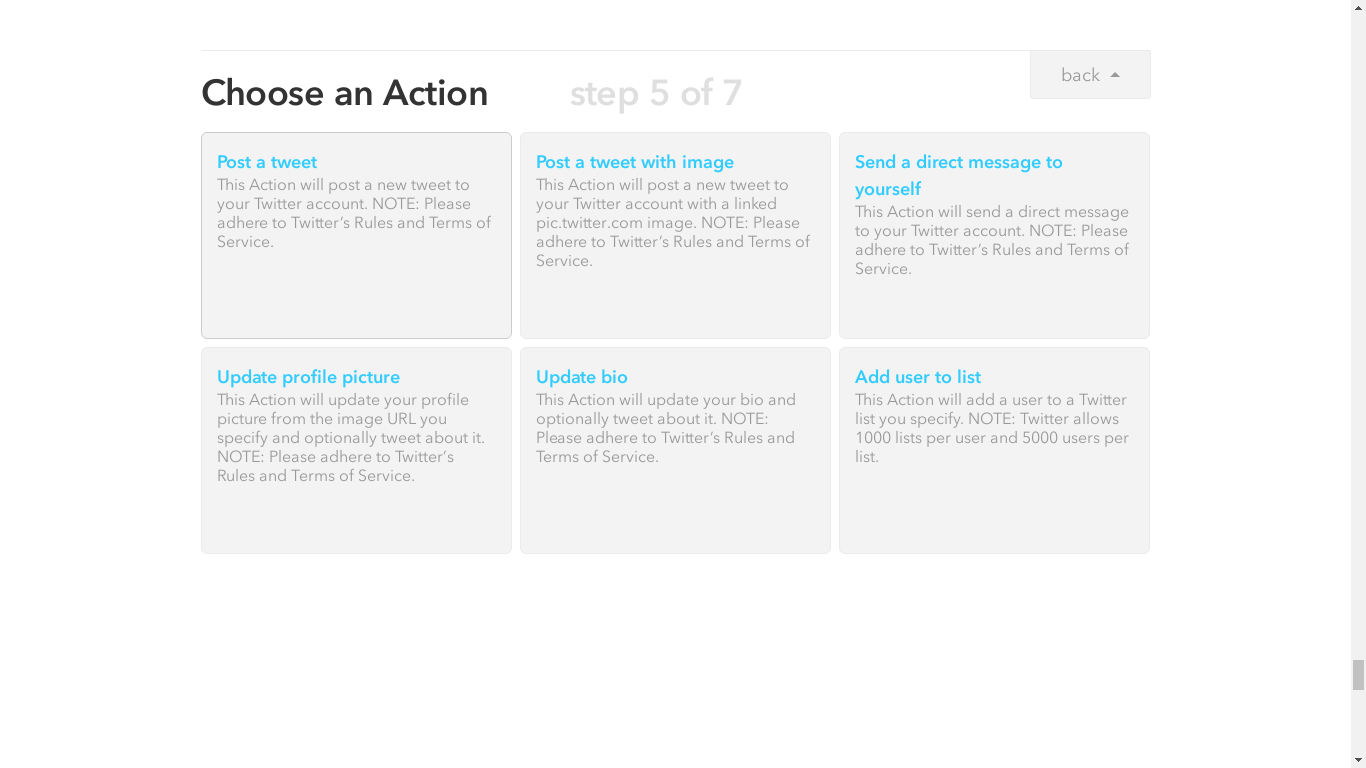 back
Choose an Action step 5 of 7
Post a tweet
This Action will post a new tweet to
your Twitter account. NOTE: Please
adhere to Twitter’s Rules and Terms of
Service.
Post a tweet with image
This Action will post a new tweet to
your Twitter account with a linked
pic.twitter.com image. NOTE: Please
adhere to Twitter’s Rules and Terms of
Service.
Send a direct message to
yourself
This Action will send a direct message
to your Twitter account. NOTE: Please
adhere to Twitter’s Rules and Terms of
Service.
Update profile picture
This Action will update your profile
picture from the image URL you
specify and optionally tweet about it.
NOTE: Please adhere to Twitter’s
Rules and Terms of Service.
Update bio
This Action will update your bio and
optionally tweet about it. NOTE:
Please adhere to Twitter’s Rules and
Terms of Service.
Add user to list
This Action will add a user to a Twitter
list you specify. NOTE: Twitter allows
1000 lists per user and 5000 users per
list.